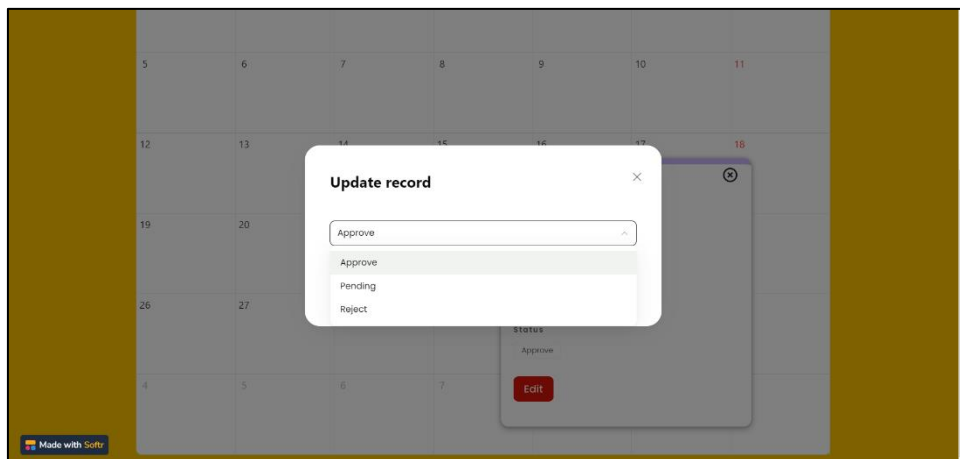 5 6 7 8 9 10 11
12 13 14 15 16 17 18
Update record
19 20
Approve
Approve
Pending
Reject
26 27
Status
Approve
4 5 6 7
Edit
Made with Softr